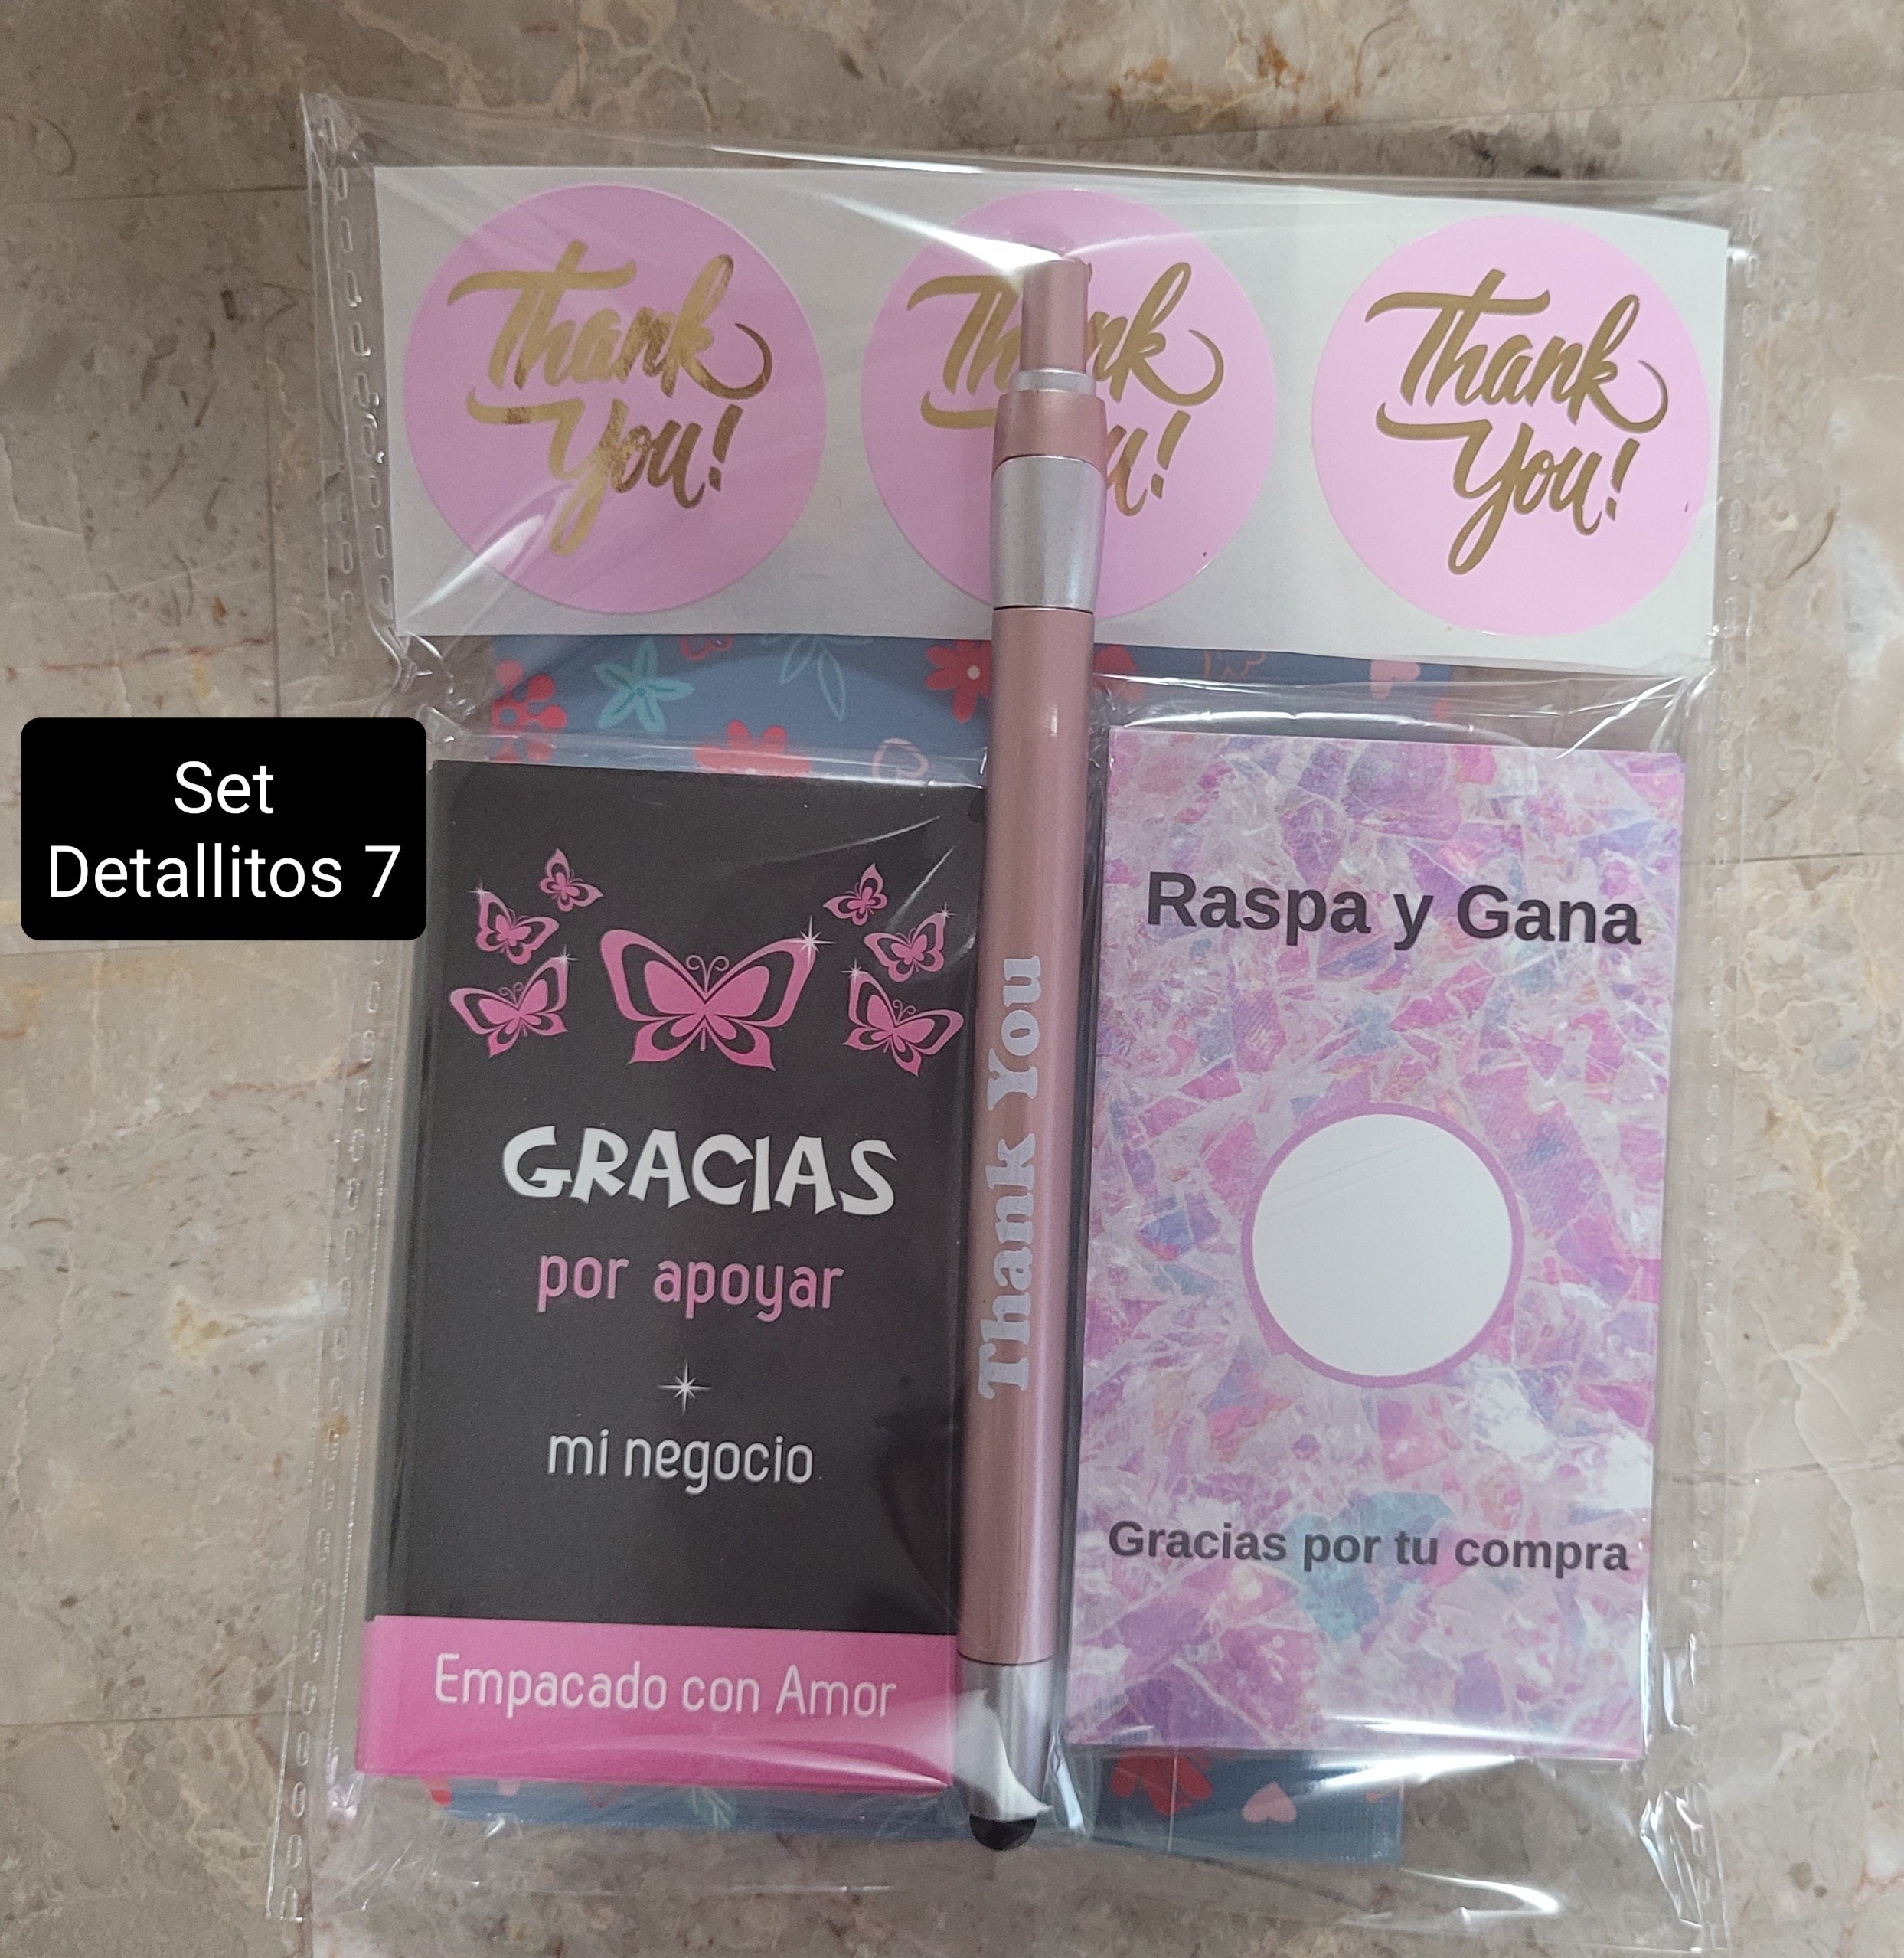 Thank
You!
Thank
You!
Set
Detallitos 7
GRACIAS
por apoyar
mi negocio
Empacado con Amor
Thank You
Raspa y Gana
Gracias por tu compra